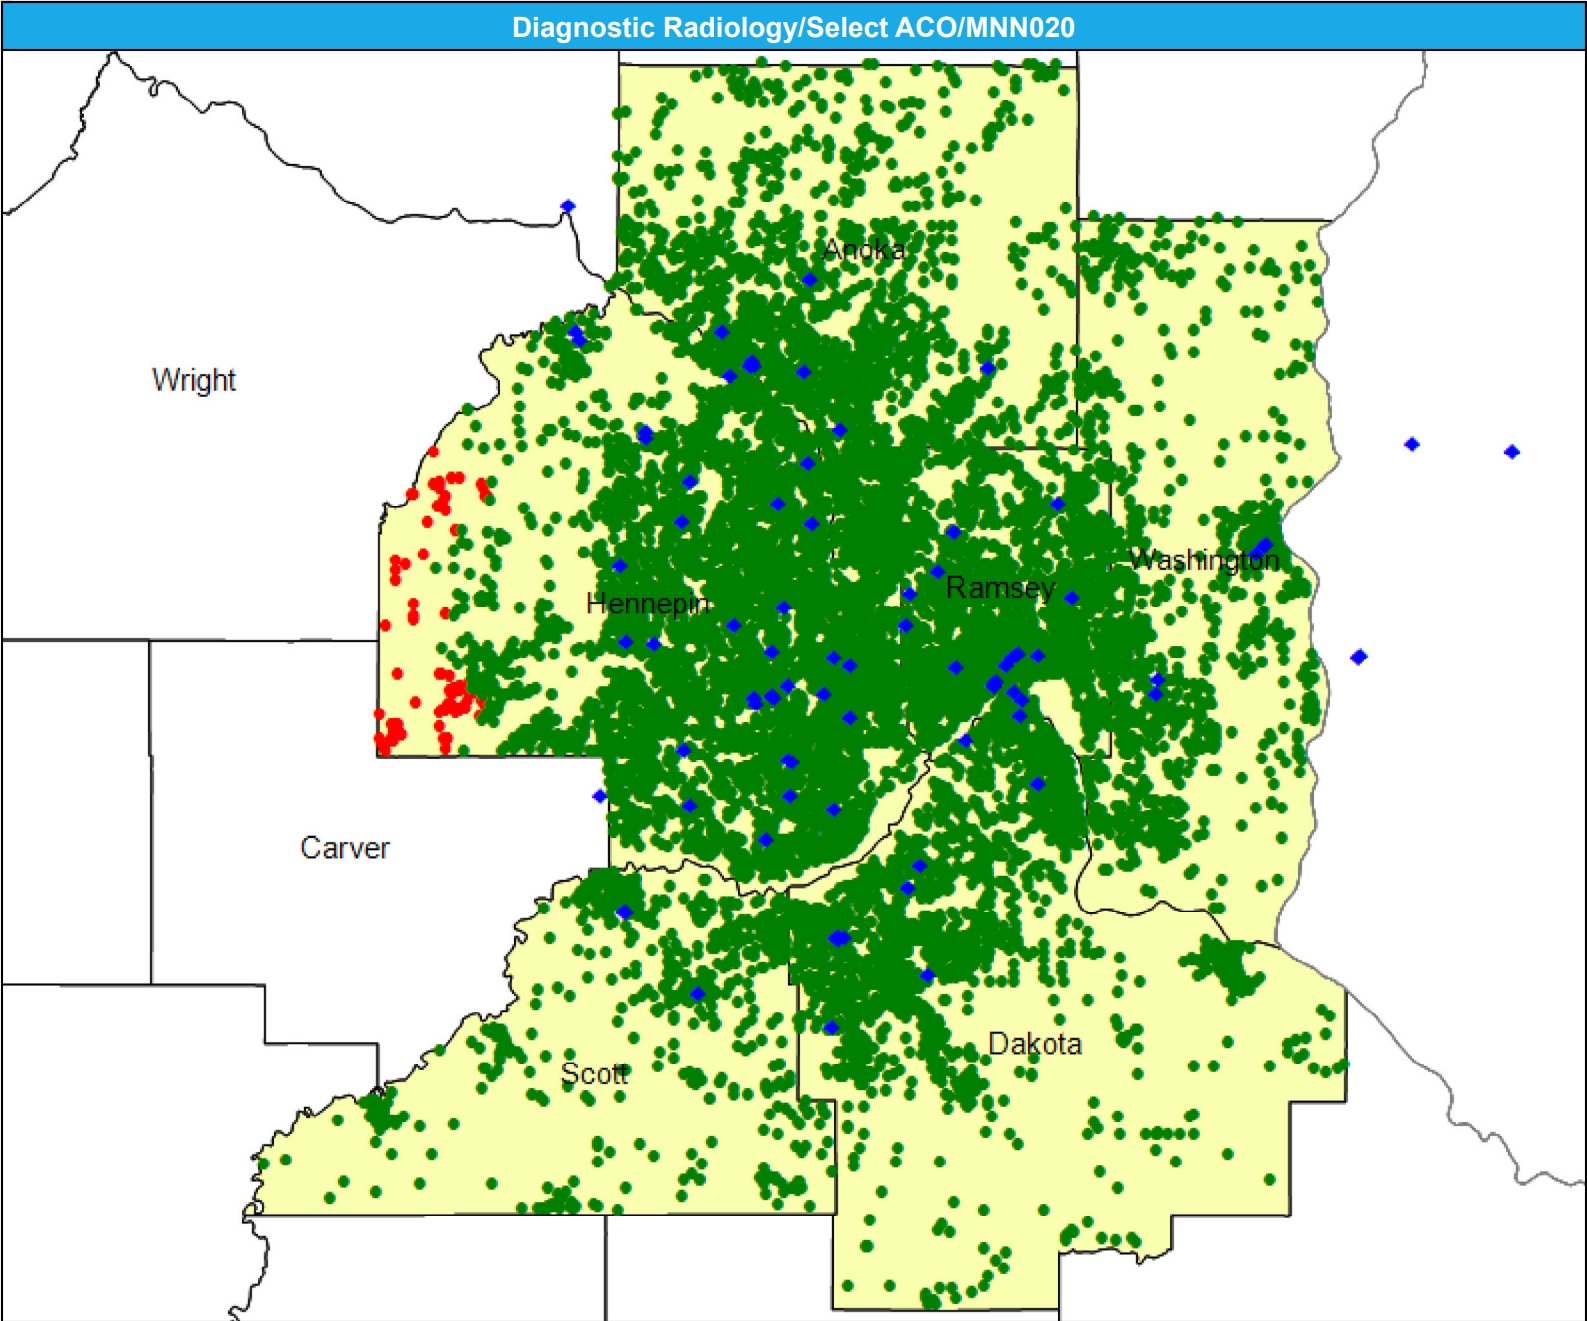 Diagnostic Radiology/Select ACO/MNN020
Anoka
Wright
Washington
Ramsey
Hennepin
Carver
Dakota
Scott